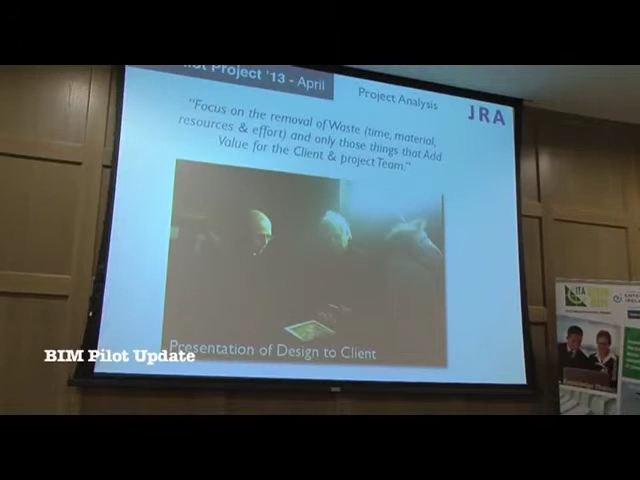 Project '13 - April
Project Analysis
JRA
"Focus on the removal of Waste (time, material,
resources & effort) and only those things that Add
Value for the Client & project Team."
Presentation of Design to Client
BIM Pilot Update
ITA